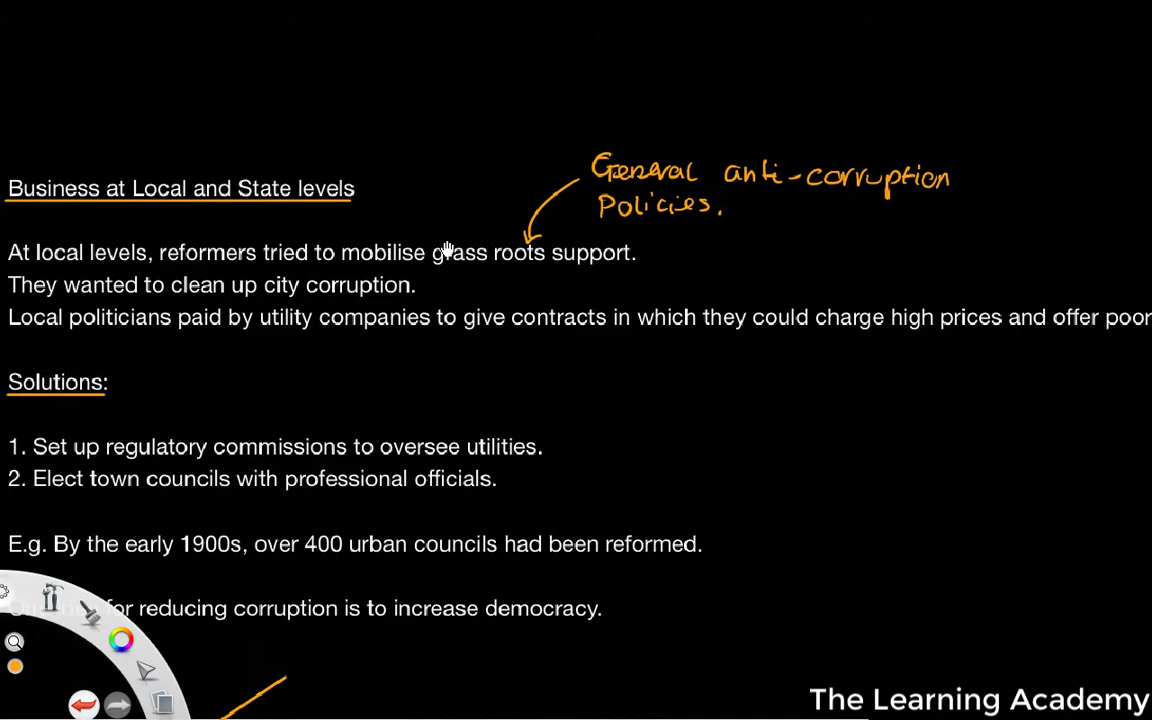 General anti-corruption
Policies.
Business at Local and State levels
At local levels, reformers tried to mobilise grass roots support.
They wanted to clean up city corruption.
Local politicians paid by utility companies to give contracts in which they could charge high prices and offer poor
Solutions:
1. Set up regulatory commissions to oversee utilities.
2. Elect town councils with professional officials.
E.g. By the early 1900s, over 400 urban councils had been reformed.
for reducing corruption is to increase democracy.
The Learning Academy